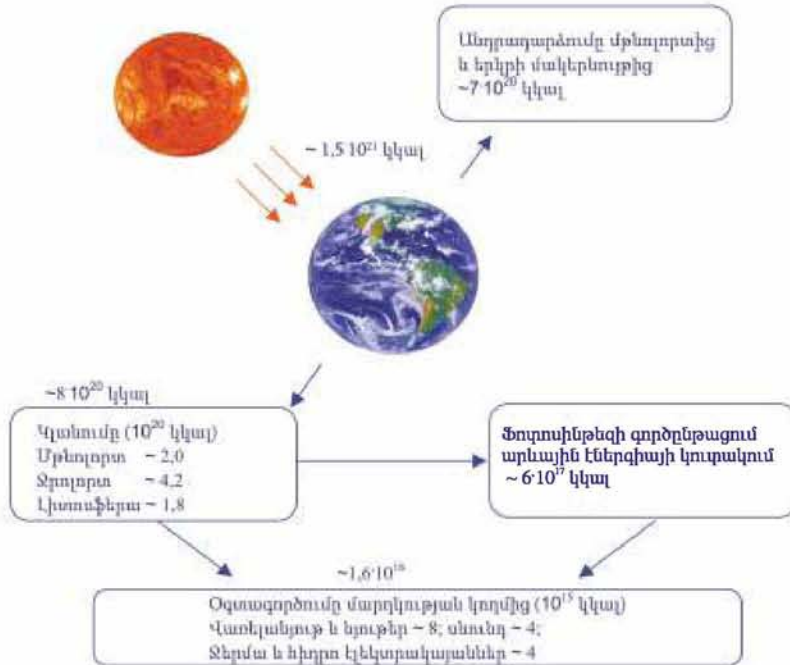 Անդրադարձումը մթնոլորտից
և երկրի մակերևույթից
~7·10²⁰ կկալ
~ 1,5 10²¹ կկալ
~8·10²⁰ կկալ
Կլանումը (10²⁰ կկալ)
Մթնոլորտ ~ 2,0
Ջրոլորտ ~ 4,2
Լիտոսֆերա ~ 1,8
Ֆոտոսինթեզի գործընթացում
արևային էներգիայի կուտակում
~ 6·10¹⁷ կկալ
~1,6·10¹⁶
Օգտագործումը մարդկության կողմից (10¹⁵ կկալ)
Վառելանյութ և նյութեր ~ 8; սնունդ ~ 4;
Ջերմա և հիդրո էլեկտրակայաններ ~ 4